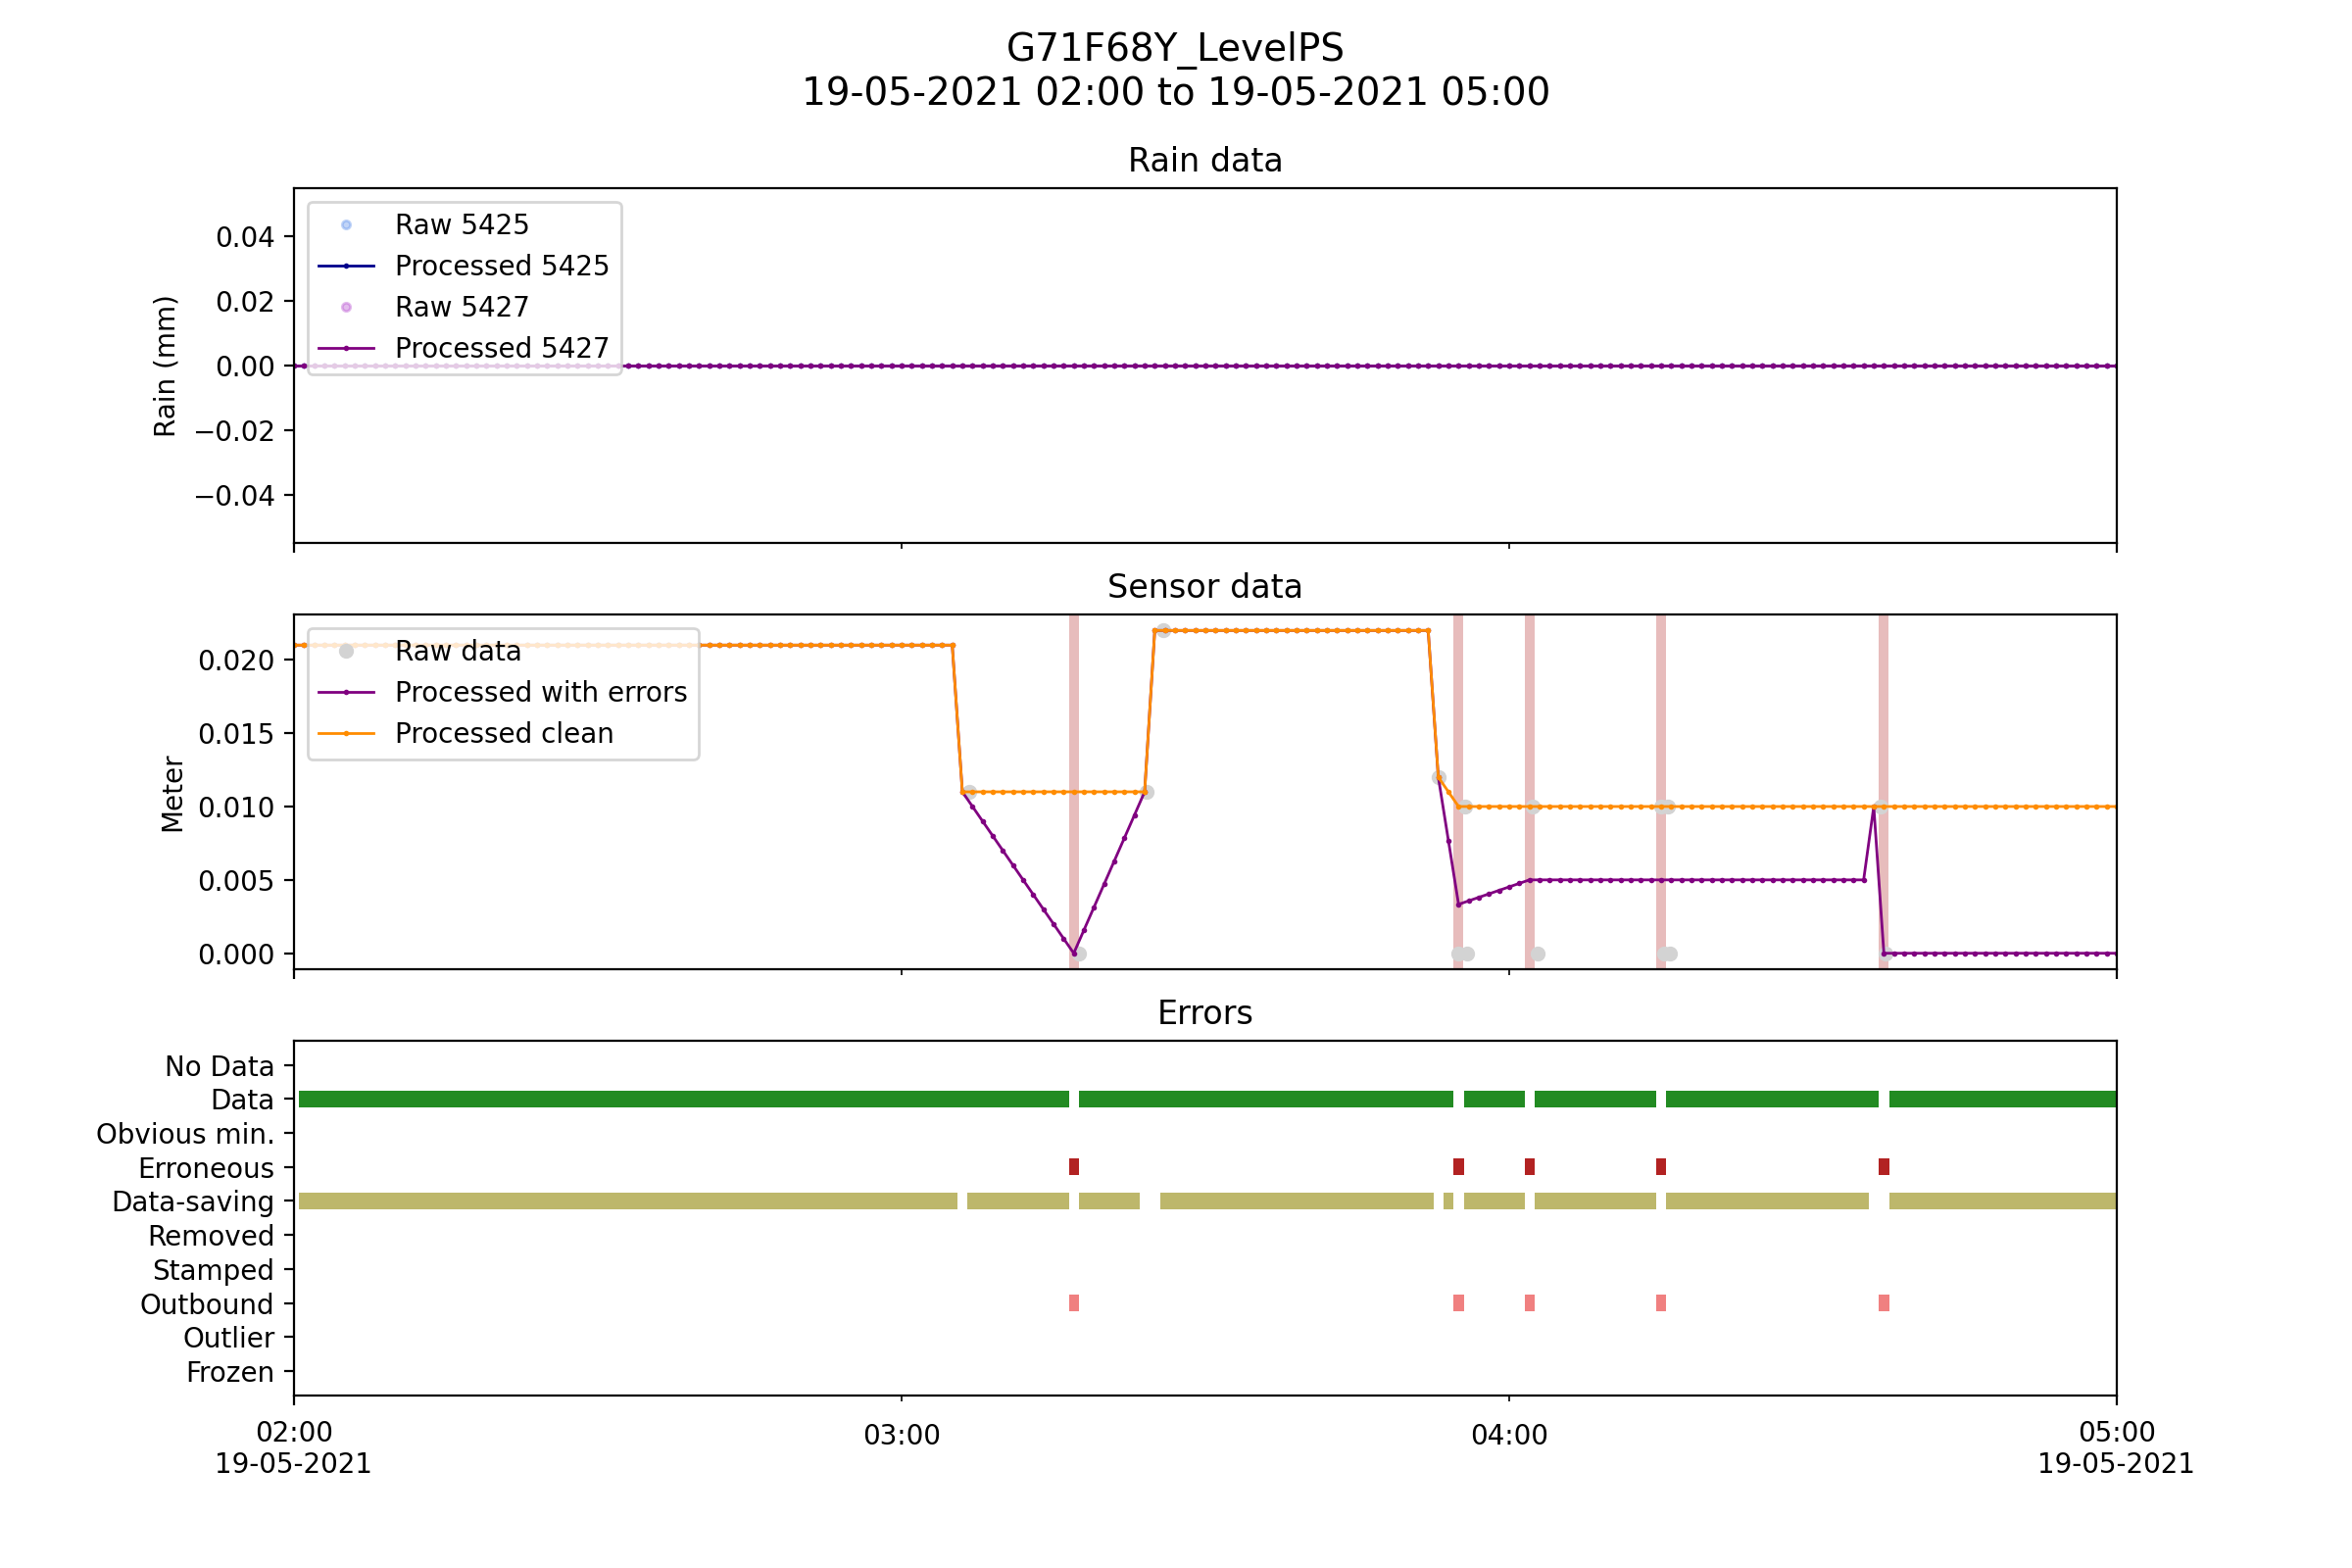 G71F68Y_LevelPS
19-05-2021 02:00 to 19-05-2021 05:00
Rain data
Rain (mm)
0.04
0.02
0.00
−0.02
−0.04
Raw 5425
Processed 5425
Raw 5427
Processed 5427
Sensor data
Meter
0.020
0.015
0.010
0.005
0.000
Raw data
Processed with errors
Processed clean
Errors
No Data
Data
Obvious min.
Erroneous
Data-saving
Removed
Stamped
Outbound
Outlier
Frozen
02:00
19-05-2021
03:00
04:00
05:00
19-05-2021